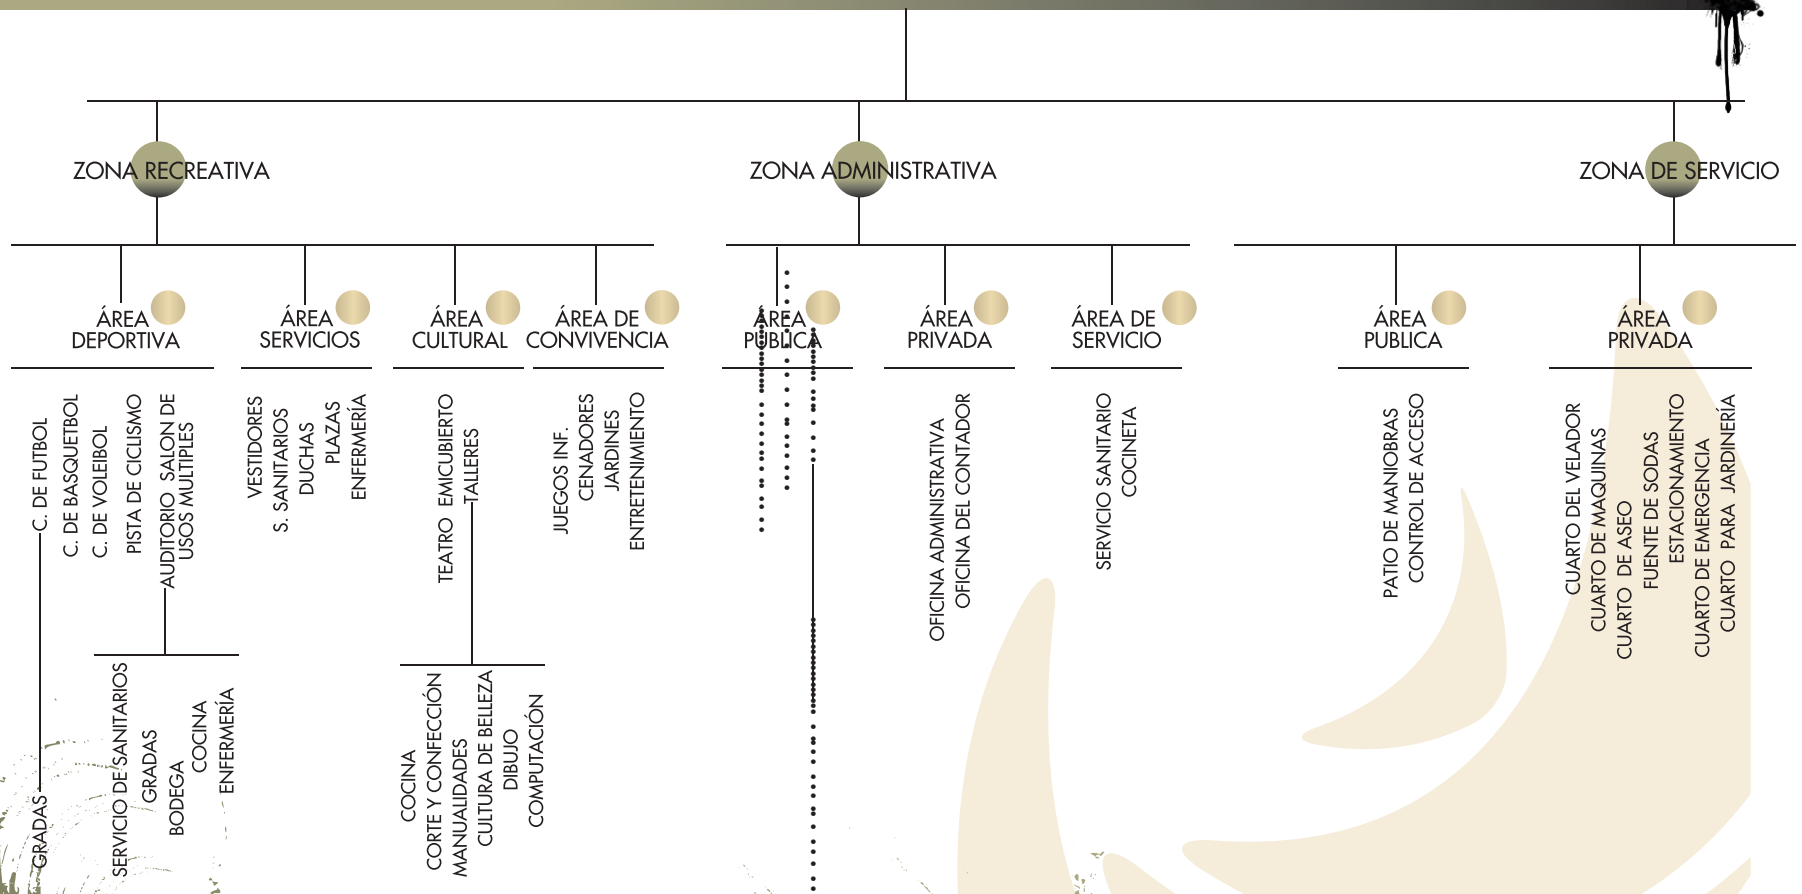 ZONA RECREATIVA
ZONA ADMINISTRATIVA
ZONA DE SERVICIO
ÁREA
DEPORTIVA
ÁREA
SERVICIOS
ÁREA
CULTURAL
ÁREA DE
CONVIVENCIA
ÁREA
PUBLICA
ÁREA
PRIVADA
ÁREA DE
SERVICIO
ÁREA
PUBLICA
ÁREA
PRIVADA
C. DE FUTBOL
C. DE BASQUETBOL
C. DE VOLEIBOL
PISTA DE CICLISMO
AUDITORIO SALON DE
USOS MULTIPLES
VESTIDORES
S. SANITARIOS
DUCHAS
PLAZAS
ENFERMERÍA
TEATRO EMICUBIERTO
TALLERES
JUEGOS INF.
CENADORES
JARDINES
ENTRETENIMIENTO
OFICINA ADMINISTRATIVA
OFICINA DEL CONTADOR
SERVICIO SANITARIO
COCINETA
PATIO DE MANIOBRAS
CONTROL DE ACCESO
CUARTO DEL VELADOR
CUARTO DE MAQUINAS
CUARTO DE ASEO
FUENTE DE SODAS
ESTACIONAMIENTO
CUARTO DE EMERGENCIA
CUARTO PARA JARDINERÍA
GRADAS
SERVICIO DE SANITARIOS
GRADAS
BODEGA
COCINA
ENFERMERÍA
COCINA
CORTE Y CONFECCIÓN
MANUALIDADES
CULTURA DE BELLEZA
DIBUJO
COMPUTACIÓN